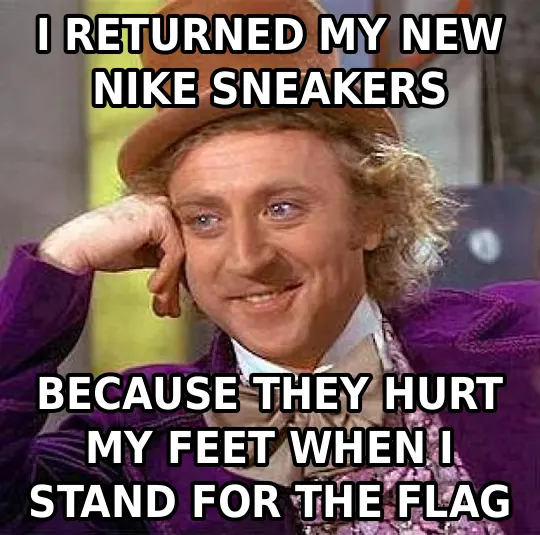 I RETURNED MY NEW
NIKE SNEAKERS
BECAUSE THEY HURT
MY FEET WHEN I
STAND FOR THE FLAG